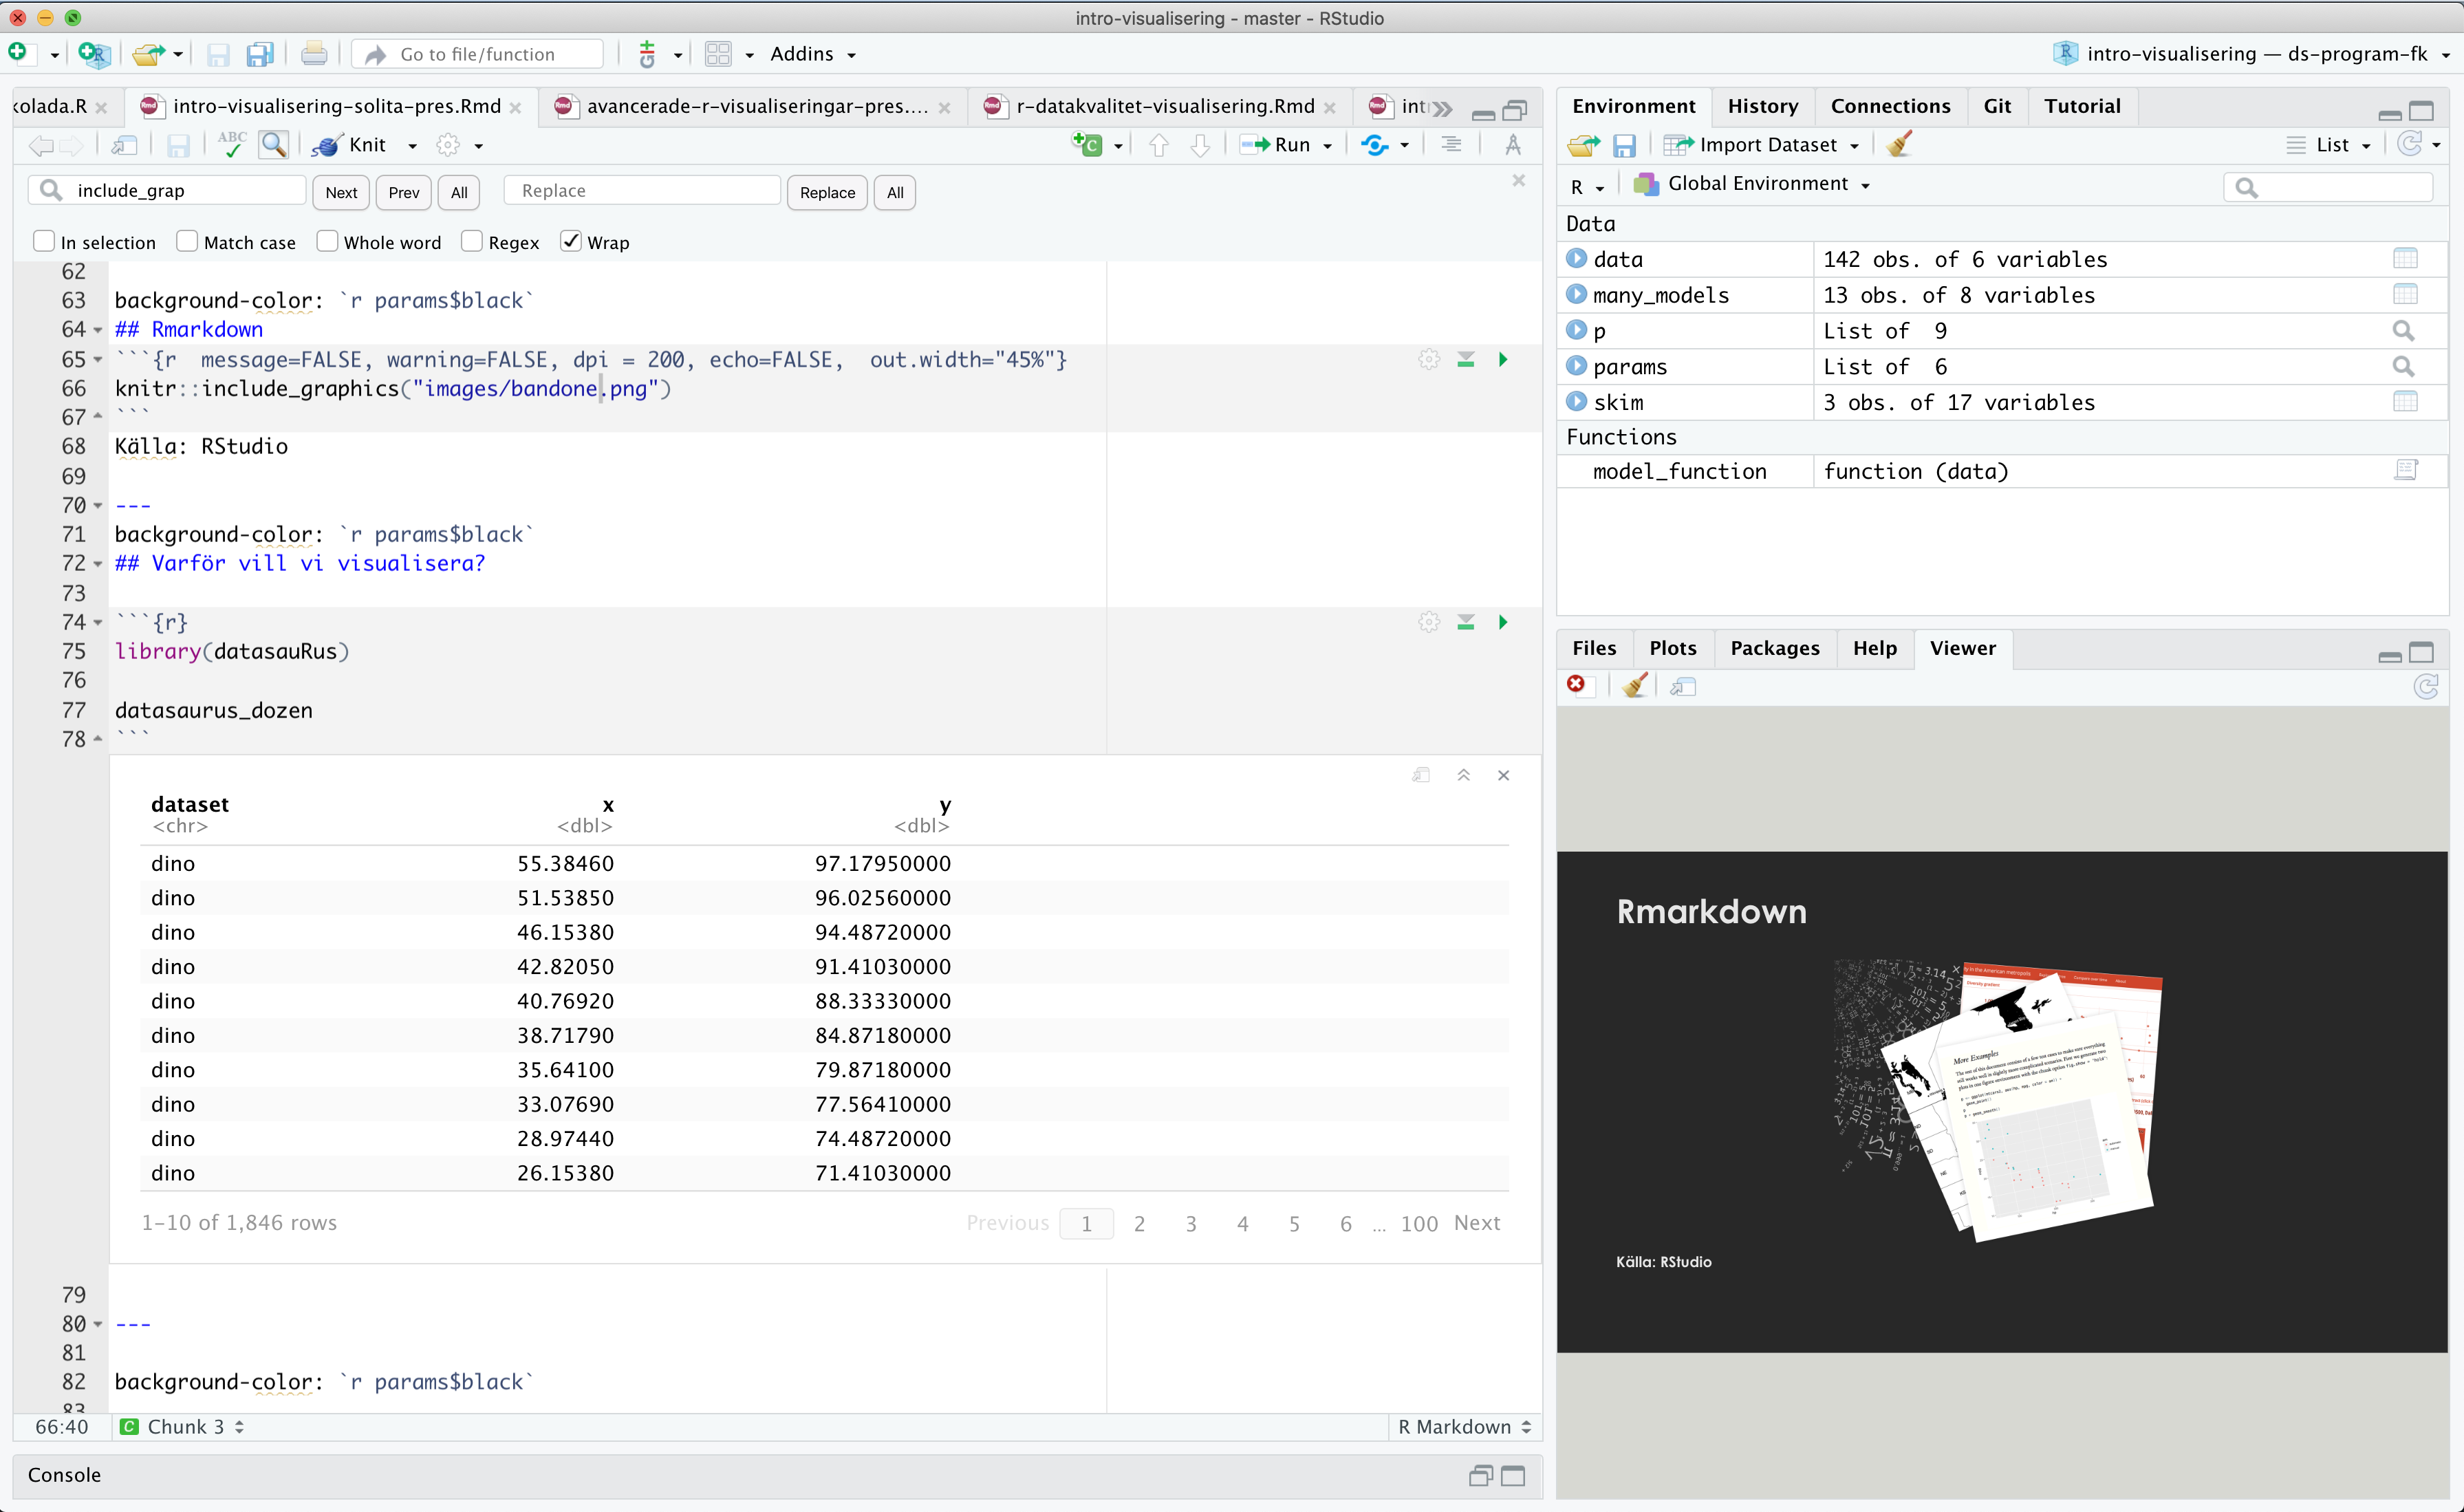 intro-visualisering - master - RStudio
Go to file/function
Addins
intro-visualisering — ds-program-fk
kolada.R
intro-visualisering-solita-pres.Rmd
avancerade-r-visualiseringar-pres....
r-datakvalitet-visualisering.Rmd
int
ABC
Knit
Run
include_grap
Next
Prev
All
Replace
Replace
All
In selection
Match case
Whole word
Regex
Wrap
62
63 background-color: `r params$black`
64 ## Rmarkdown
65 ```{r  message=FALSE, warning=FALSE, dpi = 200, echo=FALSE,  out.width="45%"}
66 knitr::include_graphics("images/bandone.png")
67 ```
68 Källa: RStudio
69
70 ---
71 background-color: `r params$black`
72 ## Varför vill vi visualisera?
73
74 ```{r}
75 library(datasauRus)
76
77 datasaurus_dozen
78 ```
dataset x y
<chr> <dbl> <dbl>
dino 55.38460 97.17950000
dino 51.53850 96.02560000
dino 46.15380 94.48720000
dino 42.82050 91.41030000
dino 40.76920 88.33330000
dino 38.71790 84.87180000
dino 35.64100 79.87180000
dino 33.07690 77.56410000
dino 28.97440 74.48720000
dino 26.15380 71.41030000
1-10 of 1,846 rows
Previous 1 2 3 4 5 6 ... 100 Next
79
80 ---
81
82 background-color: `r params$black`
83
66:40
Chunk 3
R Markdown
Console
Environment
History
Connections
Git
Tutorial
Import Dataset
List
R
Global Environment
Data
data 142 obs. of 6 variables
many_models 13 obs. of 8 variables
p List of  9
params List of  6
skim 3 obs. of 17 variables
Functions
model_function function (data)
Files
Plots
Packages
Help
Viewer
Rmarkdown
More Examples
Källa: RStudio